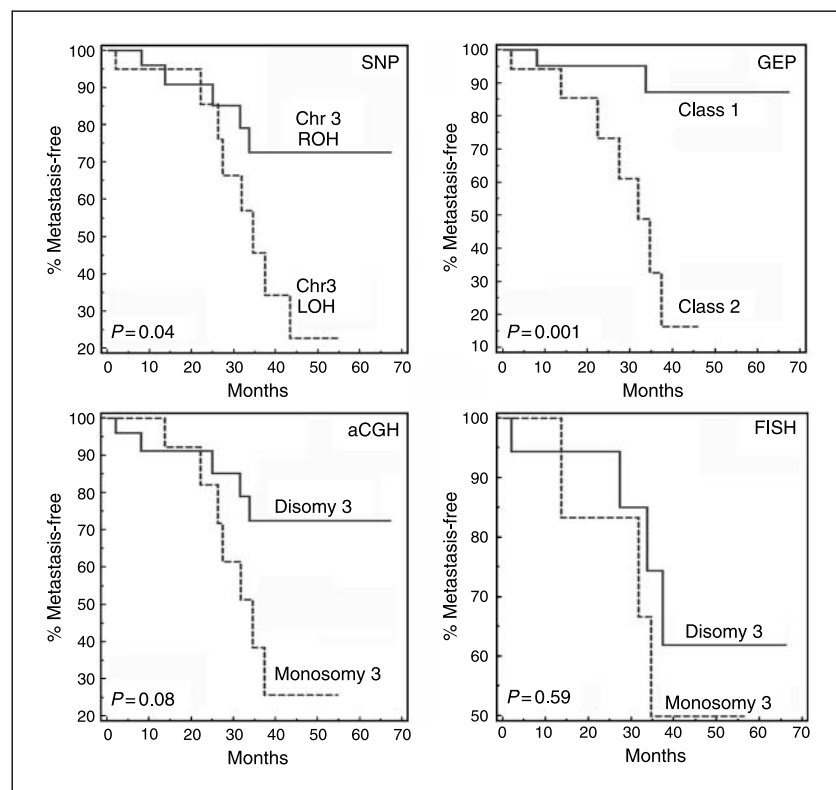 SNP
% Metastasis-free
100
90
80
70
60
50
40
30
20
Chr 3
ROH
Chr3
LOH
P=0.04
0 10 20 30 40 50 60 70
Months
GEP
% Metastasis-free
100
90
80
70
60
50
40
30
20
10
Class 1
Class 2
P=0.001
0 10 20 30 40 50 60 70
Months
aCGH
% Metastasis-free
100
90
80
70
60
50
40
30
20
Disomy 3
Monosomy 3
P=0.08
0 10 20 30 40 50 60 70
Months
FISH
% Metastasis-free
100
90
80
70
60
50
Disomy 3
Monosomy 3
P=0.59
0 10 20 30 40 50 60 70
Months